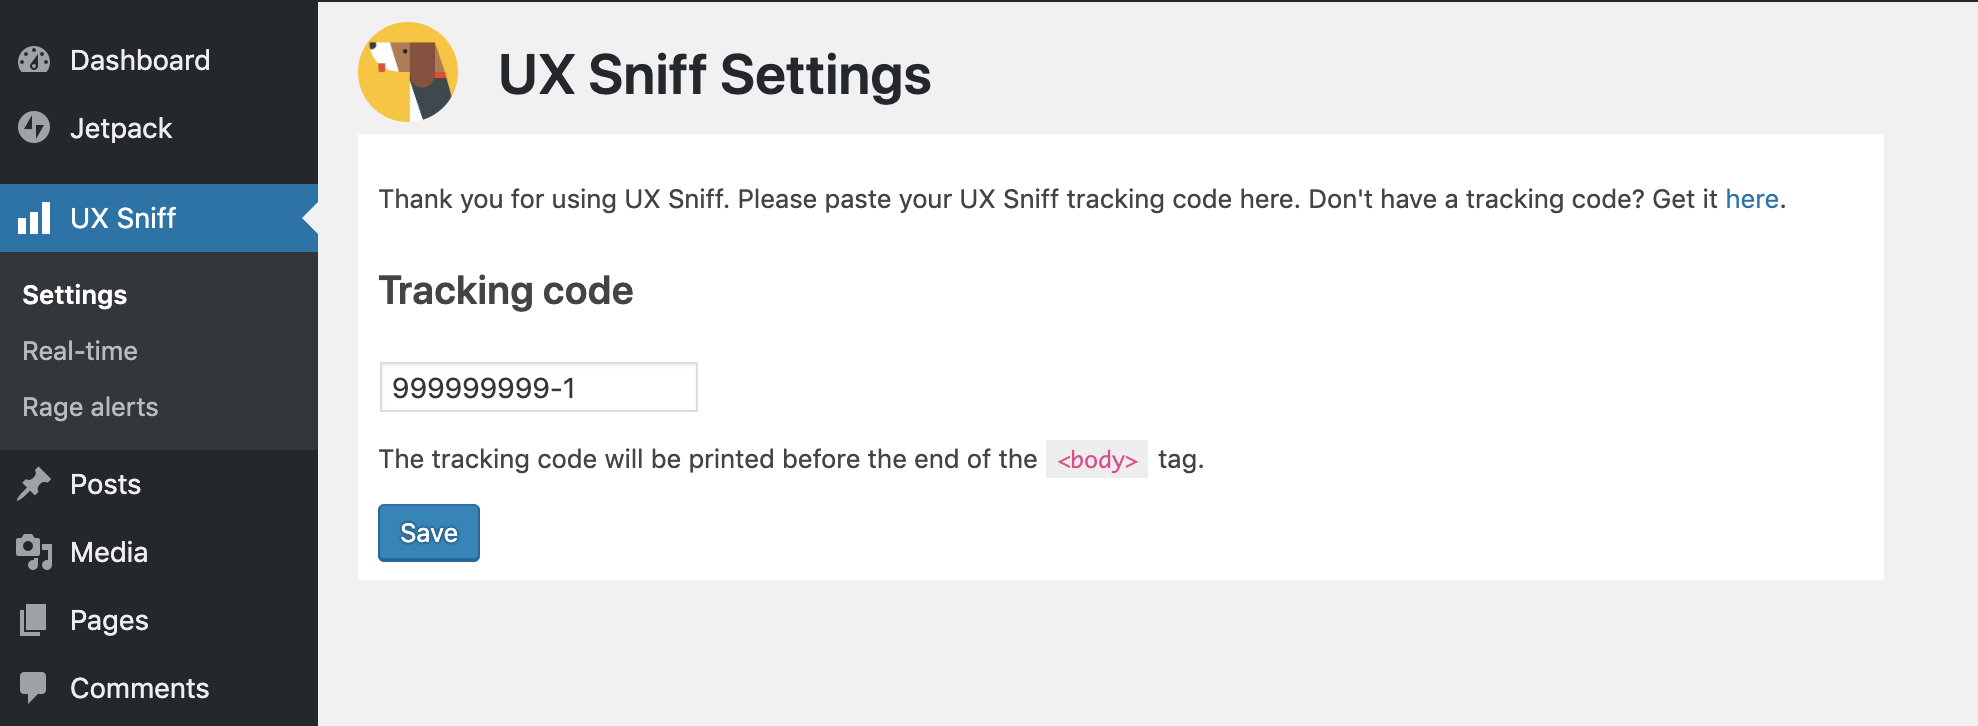 Dashboard
Jetpack
UX Sniff
Settings
Real-time
Rage alerts
Posts
Media
Pages
Comments
UX Sniff Settings
Thank you for using UX Sniff. Please paste your UX Sniff tracking code here. Don't have a tracking code? Get it here.
Tracking code
999999999-1
The tracking code will be printed before the end of the <body> tag.
Save